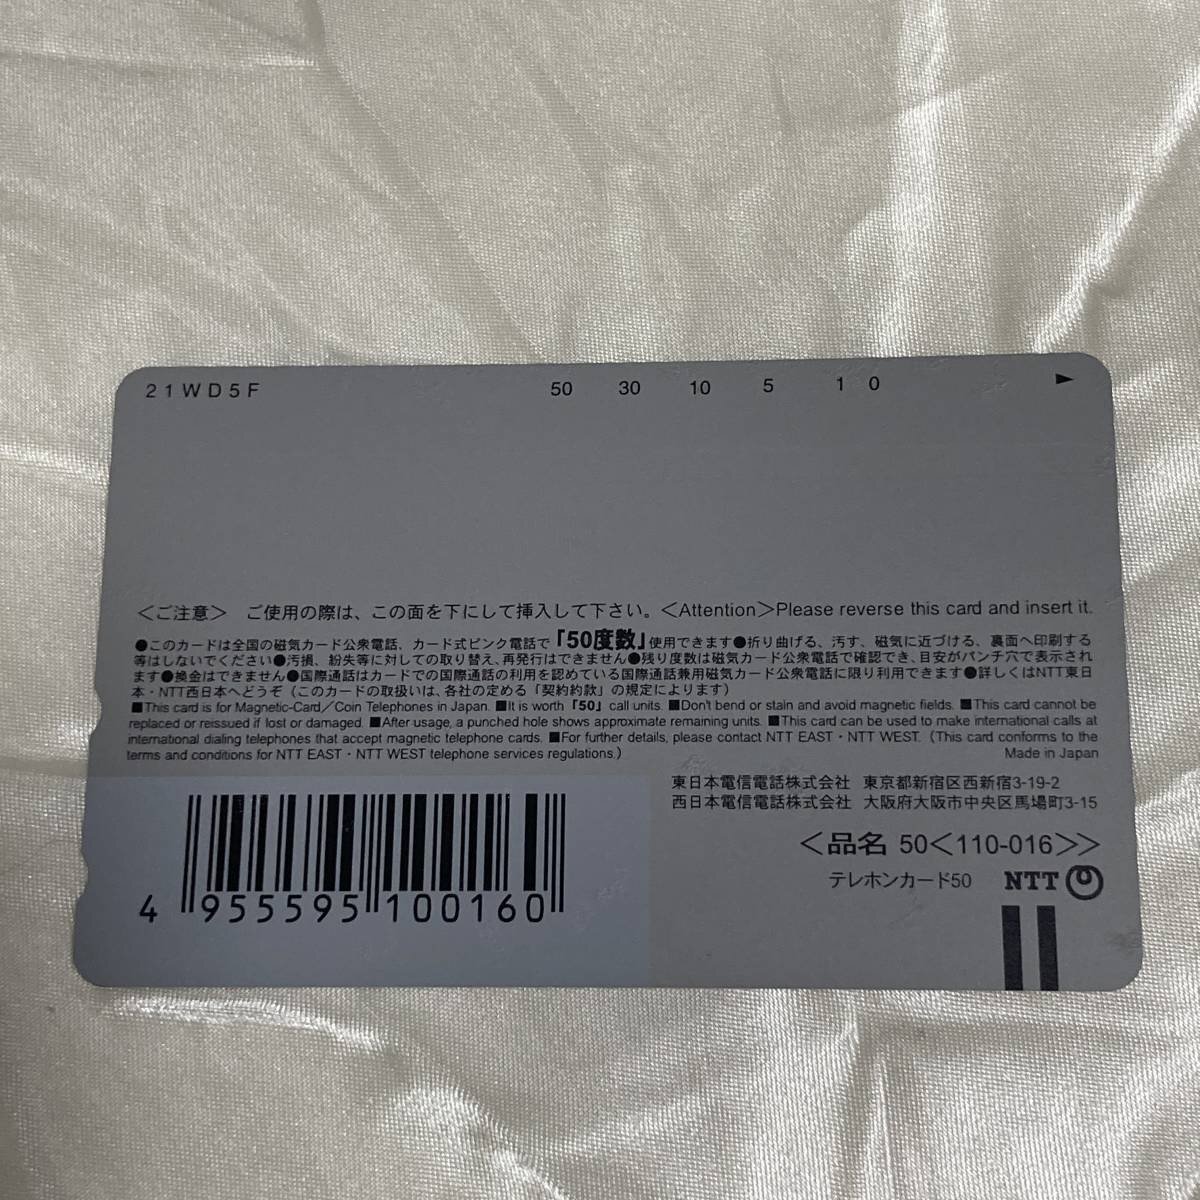 21WD5F 50 30 10 5 1 0 ►
＜ご注意＞ ご使用の際は、この面を下にして挿入して下さい。＜Attention＞Please reverse this card and insert it.
●このカードは全国の磁気カード公衆電話、カード式ピンク電話で「50度数」使用できます●折り曲げる、汚す、磁気に近づける、裏面へ印刷する
等はしないでください●汚損、紛失等に対しての取り替え、再発行はできません●残り度数は磁気カード公衆電話で確認でき、目安がパンチ穴で表示され
ます●換金はできません●国際通話はカードでの国際通話の利用を認めている国際通話兼用磁気カード公衆電話に限り利用できます●詳しくはNTT東日
本・NTT西日本へどうぞ（このカードの取扱いは、各社の定める「契約約款」の規定によります）
■This card is for Magnetic-Card／Coin Telephones in Japan. ■It is worth「50」call units. ■Don't bend or stain and avoid magnetic fields. ■This card cannot be
replaced or reissued if lost or damaged. ■After usage, a punched hole shows approximate remaining units. ■This card can be used to make international calls at
international dialing telephones that accept magnetic telephone cards. ■For further details, please contact NTT EAST・NTT WEST. (This card conforms to the
terms and conditions for NTT EAST・NTT WEST telephone services regulations.) Made in Japan
東日本電信電話株式会社 東京都新宿区西新宿3-19-2
西日本電信電話株式会社 大阪府大阪市中央区馬場町3-15
＜品名 50＜110-016＞＞
テレホンカード50 NTT
4 955595 100160